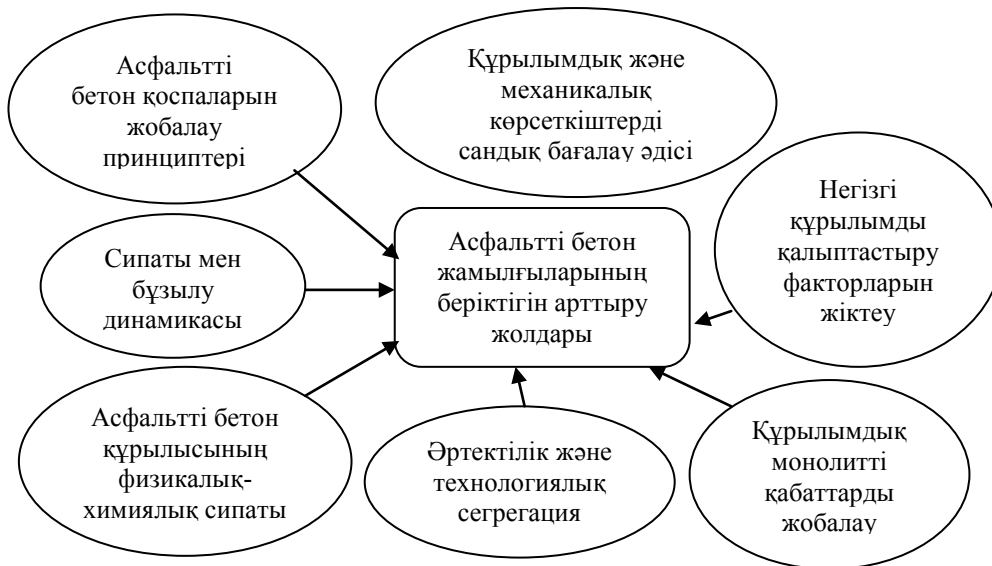 Асфальтті
бетон қоспаларын
жобалау
принциптері
Құрылымдық және
механикалық
көрсеткіштерді
сандық бағалау әдісі
Негізгі
құрылымды
қалыптастыру
факторларын
жіктеу
Сипаты мен
бұзылу
динамикасы
Асфальтті бетон
жамылғыларының
беріктігін арттыру
жолдары
Асфальтті бетон
құрылысының
физикалық-
химиялық сипаты
Әртектілік және
технологиялық
сегрегация
Құрылымдық
монолитті
қабаттарды
жобалау